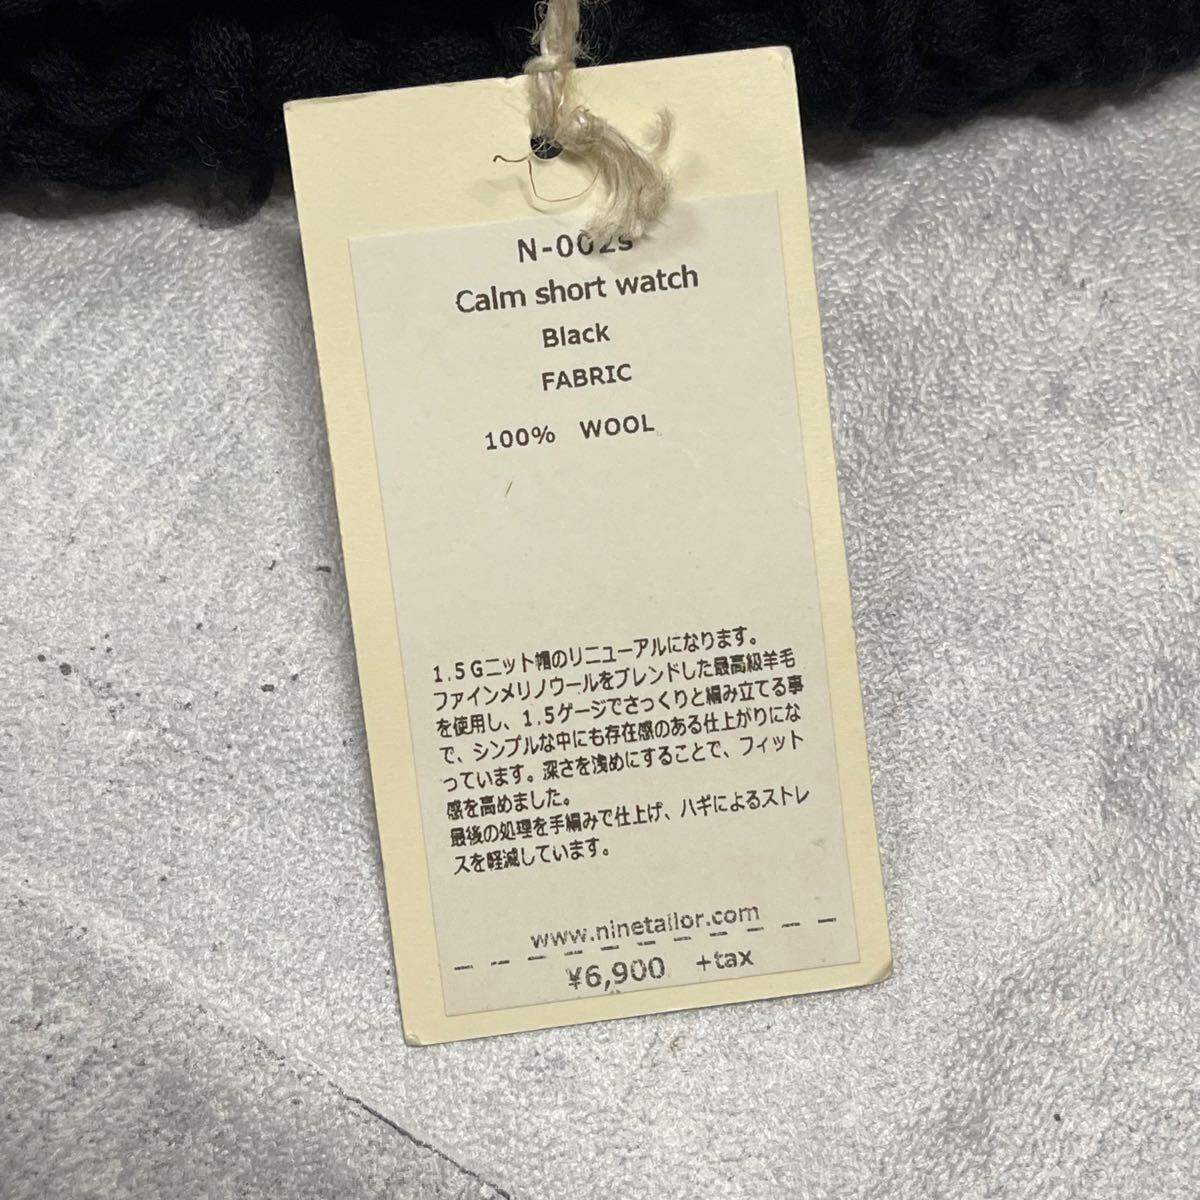 N-002s
Calm short watch
Black
FABRIC
100% WOOL
1.5Gニット帽のリニューアルになります。
ファインメリノウールをブレンドした最高級羊毛
を使用し、1.5ゲージでさっくりと編み立てる事
で、シンプルな中にも存在感のある仕上がりにな
っています。深さを浅めにすることで、フィット
感を高めました。
最後の処理を手編みで仕上げ、ハギによるストレ
スを軽減しています。
www.ninetailor.com
¥6,900 +tax